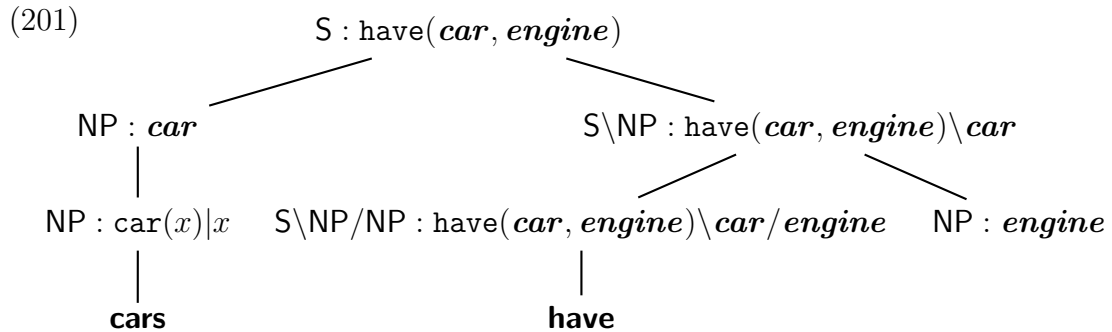 (201)
S : have(car, engine)
NP : car S\NP : have(car, engine)\car
NP : car(x)|x S\NP/NP : have(car, engine)\car/engine NP : engine
cars have